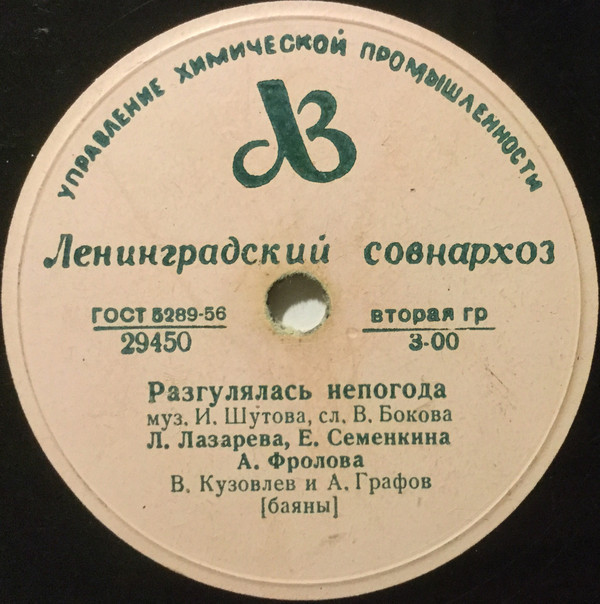 УПРАВЛЕНИЕ ХИМИЧЕСКОЙ ПРОМЫШЛЕННОСТИ
ЛЗ
Ленинградский совнархоз
ГОСТ 5289-56
29450
вторая гр
3-00
Разгулялась непогода
муз. И. Шутова, сл. В. Бокова
Л. Лазарева, Е. Семенкина
А. Фролова
В. Кузовлев и А. Графов
[баяны]